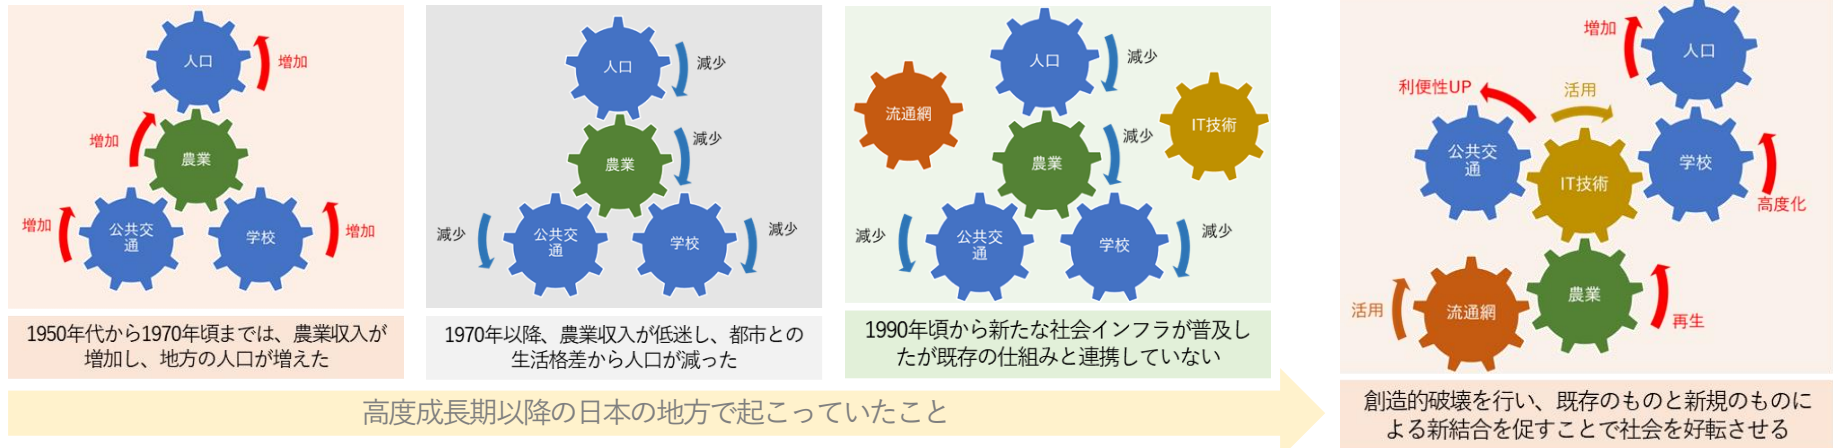 人口
増加
増加
農業
増加
公共交
通
学校
増加
1950年代から1970年頃までは、農業収入が
増加し、地方の人口が増えた
人口
減少
減少
農業
減少
公共交
通
学校
減少
1970年以降、農業収入が低迷し、都市との
生活格差から人口が減った
人口
減少
流通網
IT技術
減少
農業
減少
公共交
通
学校
減少
1990年頃から新たな社会インフラが普及し
たが既存の仕組みと連携していない
高度成長期以降の日本の地方で起こっていたこと
増加
人口
利便性UP
活用
公共交
通
IT技術
学校
高度化
活用
流通網
農業
再生
創造的破壊を行い、既存のものと新規のものに
よる新結合を促すことで社会を好転させる